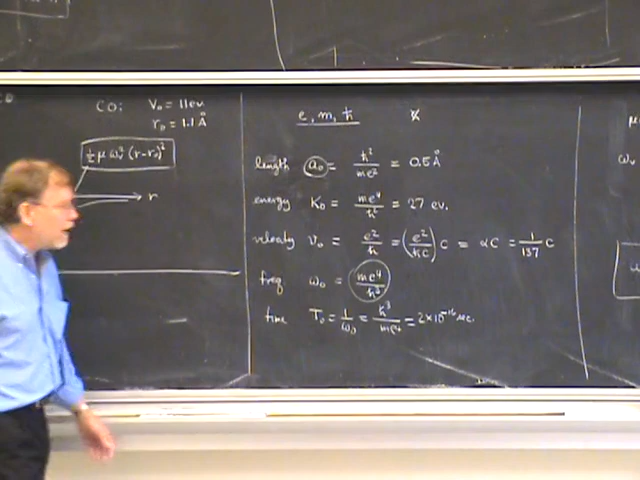 CO: V₀ = 11 ev
r₀ = 1.1 Å
½ μ ω_v² (r-r₀)²
r
e, m, ħ
length a₀ = ħ²/me² = 0.5 Å
energy K₀ = me⁴/ħ² = 27 ev.
velocity v₀ = e²/ħ = (e²/ħc) c = αc = 1/137 c
freq ω₀ = me⁴/ħ³
time T₀ = 1/ω₀ = ħ³/me⁴ = 2×10⁻¹⁶ sec.
μ
ω_v